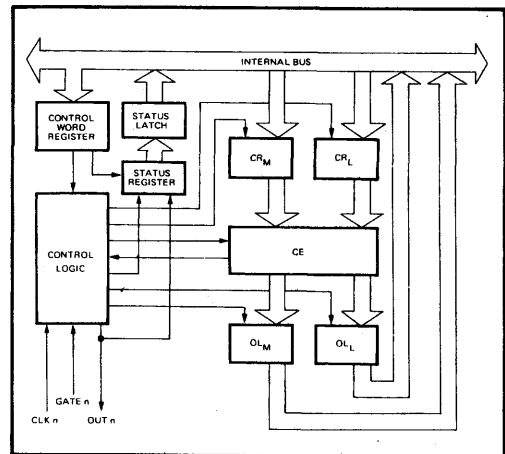 INTERNAL BUS
CONTROL
WORD
REGISTER
STATUS
LATCH
STATUS
REGISTER
CRM
CRL
CONTROL
LOGIC
CE
OLM
OLL
GATE n
CLK n
OUT n